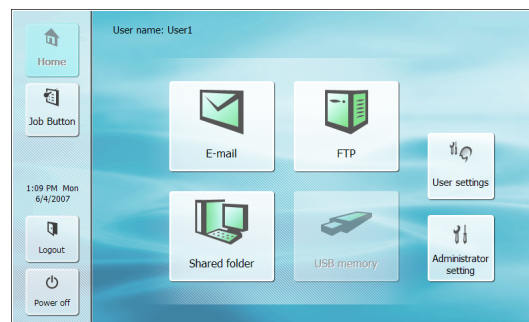 User name: User1
Home
Job Button
1:09 PM Mon
6/4/2007
Logout
Power off
E-mail
FTP
Shared folder
USB memory
User settings
Administrator
setting